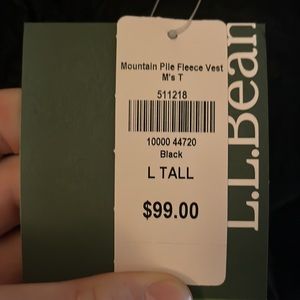 Mountain Pile Fleece Vest
M's T
511218
10000 44720
Black
L TALL
$99.00
L.L.Bean